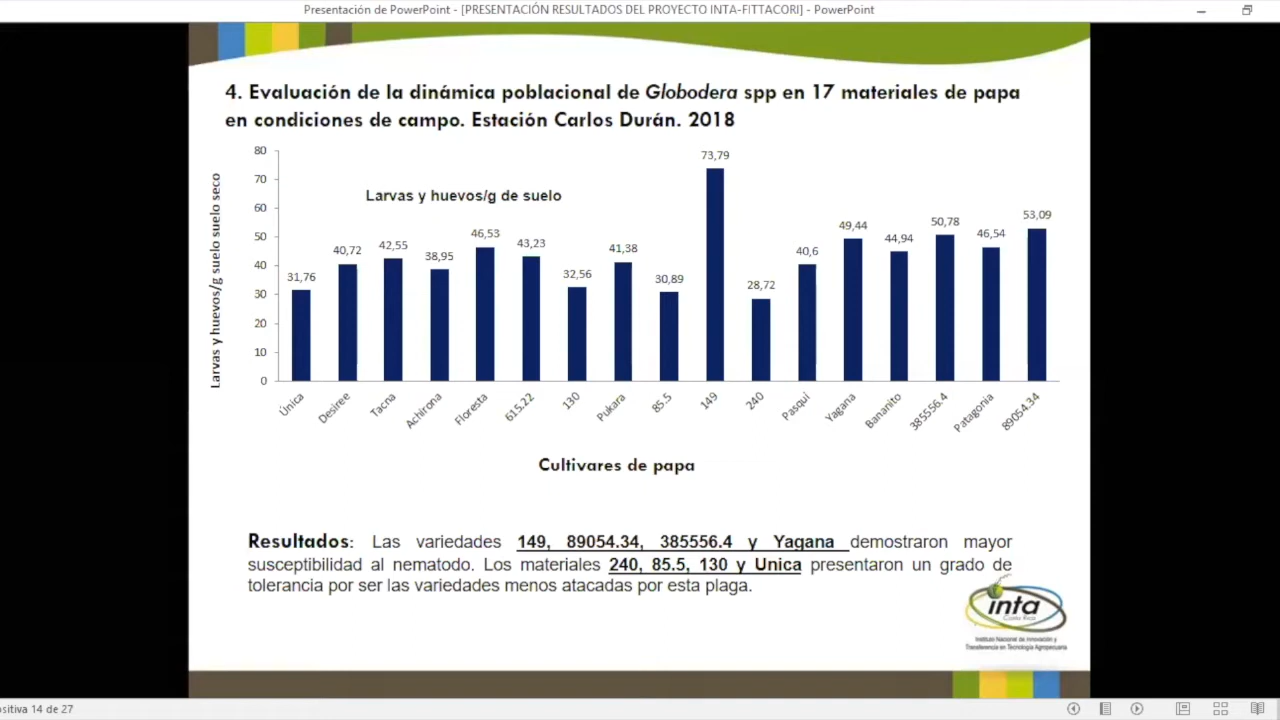 Presentación de PowerPoint - [PRESENTACIÓN RESULTADOS DEL PROYECTO INTA-FITTACORI] - PowerPoint
4. Evaluación de la dinámica poblacional de Globodera spp en 17 materiales de papa
en condiciones de campo. Estación Carlos Durán. 2018
Larvas y huevos/g de suelo
Larvas y huevos/g suelo suelo seco
80
70
60
50
40
30
20
10
0
31,76
40,72
42,55
38,95
46,53
43,23
32,56
41,38
30,89
73,79
28,72
40,6
49,44
44,94
50,78
46,54
53,09
Única
Desiree
Tacna
Achirona
Floresta
615.22
130
Pukara
85.5
149
240
Pasqui
Yagana
Bananito
385556.4
Patagonia
89054.34
Cultivares de papa
Resultados: Las variedades 149, 89054.34, 385556.4 y Yagana demostraron mayor
susceptibilidad al nematodo. Los materiales 240, 85.5, 130 y Unica presentaron un grado de
tolerancia por ser las variedades menos atacadas por esta plaga.
inta
Costa Rica
Instituto Nacional de Innovación y
Transferencia en Tecnología Agropecuaria
ositiva 14 de 27